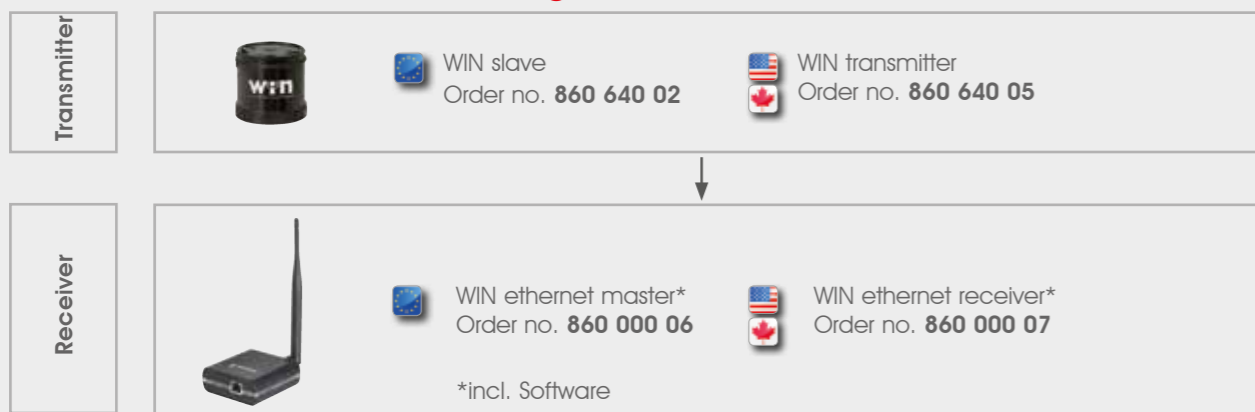 Transmitter
win
WIN slave
Order no. 860 640 02
WIN transmitter
Order no. 860 640 05
Receiver
WIN ethernet master*
Order no. 860 000 06
*incl. Software
WIN ethernet receiver*
Order no. 860 000 07